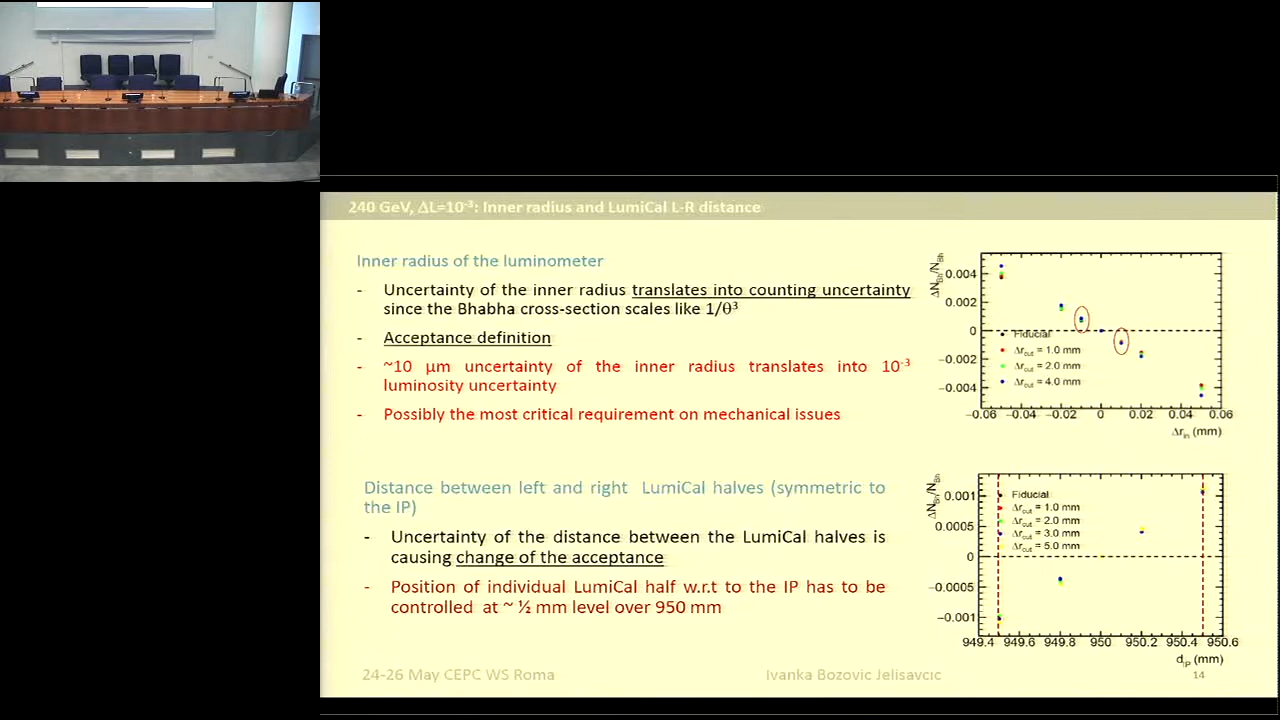 240 GeV, ΔL=10⁻³: Inner radius and LumiCal L-R distance
Inner radius of the luminometer
- Uncertainty of the inner radius translates into counting uncertainty
since the Bhabha cross-section scales like 1/θ³
- Acceptance definition
- ~10 μm uncertainty of the inner radius translates into 10⁻³
luminosity uncertainty
- Possibly the most critical requirement on mechanical issues
ΔN_Bh/N_Bh
0.004
0.002
0
−0.002
−0.004
Fiducial
Δr_cut = 1.0 mm
Δr_cut = 2.0 mm
Δr_cut = 4.0 mm
−0.06 −0.04 −0.02 0 0.02 0.04 0.06
Δr_in (mm)
Distance between left and right LumiCal halves (symmetric to
the IP)
- Uncertainty of the distance between the LumiCal halves is
causing change of the acceptance
- Position of individual LumiCal half w.r.t to the IP has to be
controlled at ~ ½ mm level over 950 mm
ΔN_Bh/N_Bh
0.001
0.0005
0
−0.0005
−0.001
Fiducial
Δr_cut = 1.0 mm
Δr_cut = 2.0 mm
Δr_cut = 3.0 mm
Δr_cut = 5.0 mm
949.4 949.6 949.8 950 950.2 950.4 950.6
d_IP (mm)
24-26 May CEPC WS Roma
Ivanka Bozovic Jelisavcic
14